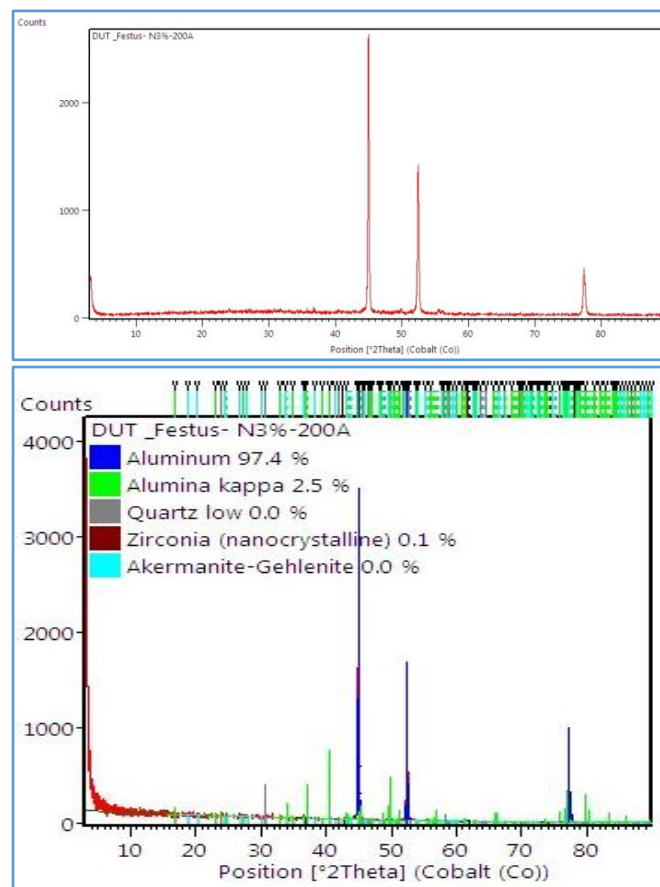 Counts
DUT _Festus- N3%-200A
2000
1000
0
10 20 30 40 50 60 70 80
Position [°2Theta] (Cobalt (Co))
Counts
DUT _Festus- N3%-200A
4000
Aluminum 97.4 %
Alumina kappa 2.5 %
Quartz low 0.0 %
Zirconia (nanocrystalline) 0.1 %
Akermanite-Gehlenite 0.0 %
3000
2000
1000
0
10 20 30 40 50 60 70 80
Position [°2Theta] (Cobalt (Co))